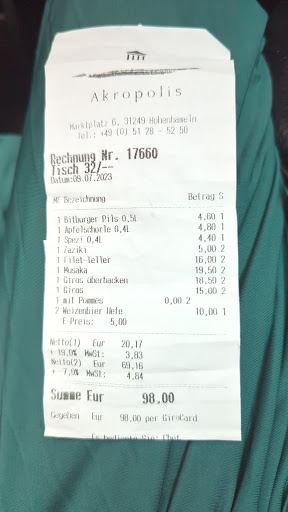 Akropolis
Marktplatz 6, 31249 Hohenhameln
Tel.: +49 (0) 51 28 - 52 50
Rechnung Nr. 17660
Tisch 32/--
Datum:09.07.2023
ME Bezeichnung Betrag S
1 Bitburger Pils 0,5L 4,60 1
1 Apfelschorle 0,4L 4,80 1
1 Spezi 0,4L 4,40 1
1 Zaziki 5,00 2
1 Filet-Teller 16,00 2
1 Musaka 19,50 2
1 Giros überbacken 18,50 2
1 Giros 15,00 2
1 mit Pommes 0,00 2
2 Weizenbier Hefe 10,00 1
E-Preis: 5,00
Netto(1) Eur 20,17
+ 19,0% MwSt: 3,83
Netto(2) Eur 69,16
+ 7,0% MwSt: 4,84
Summe Eur 98,00
Gegeben Eur 98,00 per GiroCard
Es bediente Sie: